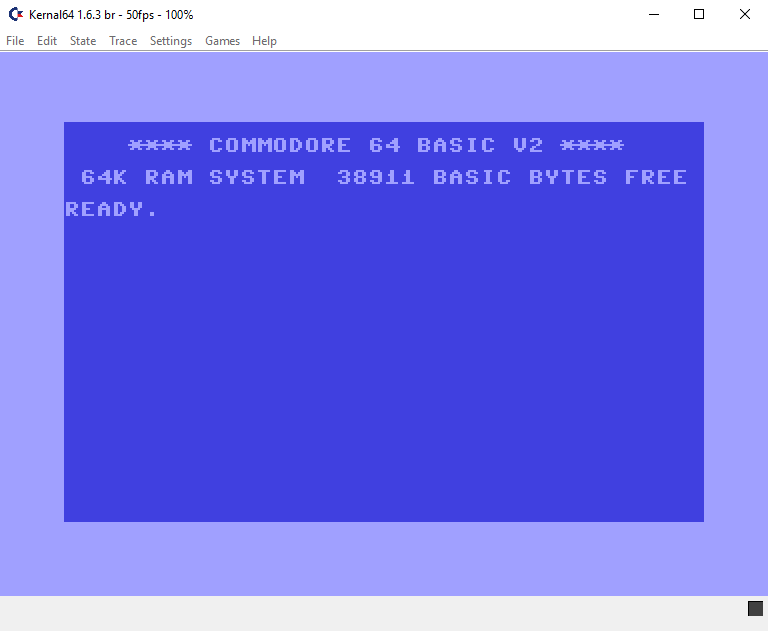 Kernal64 1.6.3 br - 50fps - 100%
File Edit State Trace Settings Games Help
**** COMMODORE 64 BASIC V2 ****
64K RAM SYSTEM  38911 BASIC BYTES FREE
READY.